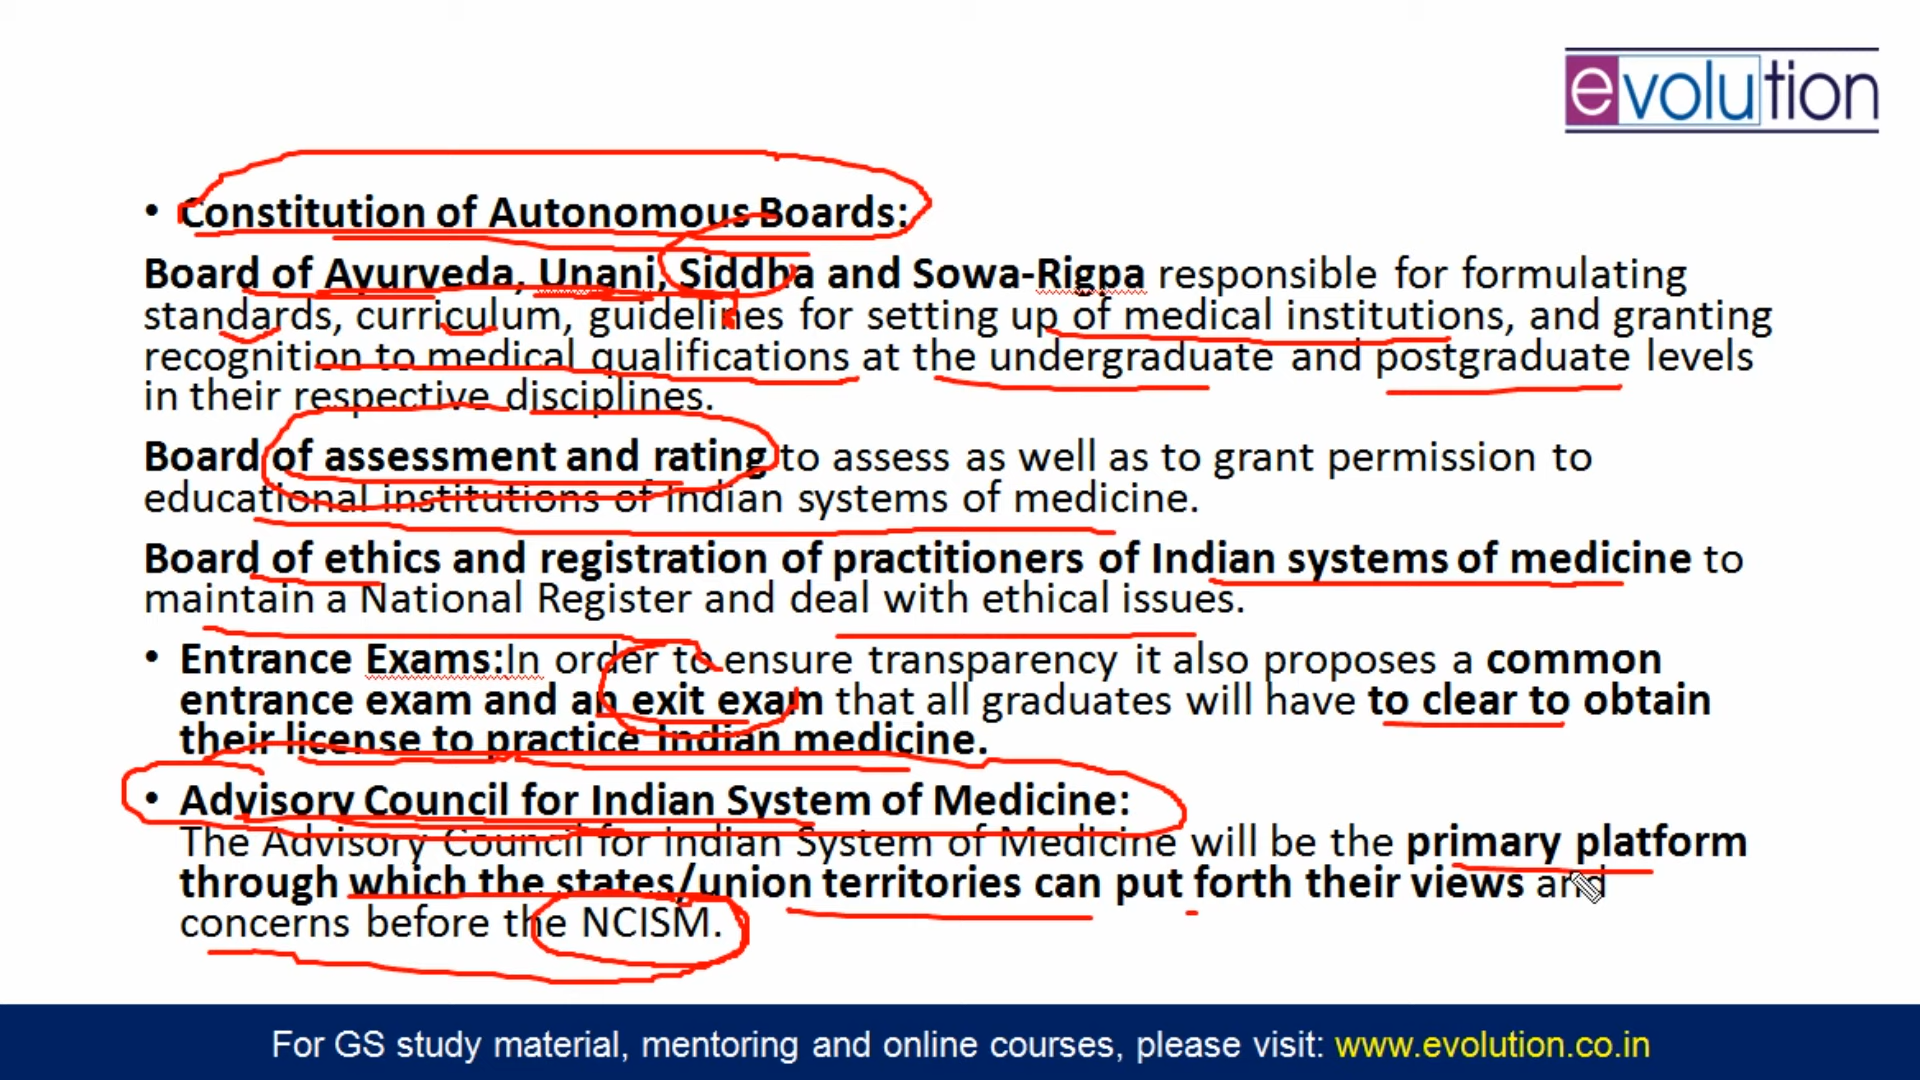 evolution
• Constitution of Autonomous Boards:
Board of Ayurveda, Unani, Siddha and Sowa-Rigpa responsible for formulating
standards, curriculum, guidelines for setting up of medical institutions, and granting
recognition to medical qualifications at the undergraduate and postgraduate levels
in their respective disciplines.
Board of assessment and rating to assess as well as to grant permission to
educational institutions of Indian systems of medicine.
Board of ethics and registration of practitioners of Indian systems of medicine to
maintain a National Register and deal with ethical issues.
• Entrance Exams:In order to ensure transparency it also proposes a common
entrance exam and an exit exam that all graduates will have to clear to obtain
their license to practice Indian medicine.
• Advisory Council for Indian System of Medicine:
The Advisory Council for Indian System of Medicine will be the primary platform
through which the states/union territories can put forth their views and
concerns before the NCISM.
For GS study material, mentoring and online courses, please visit: www.evolution.co.in